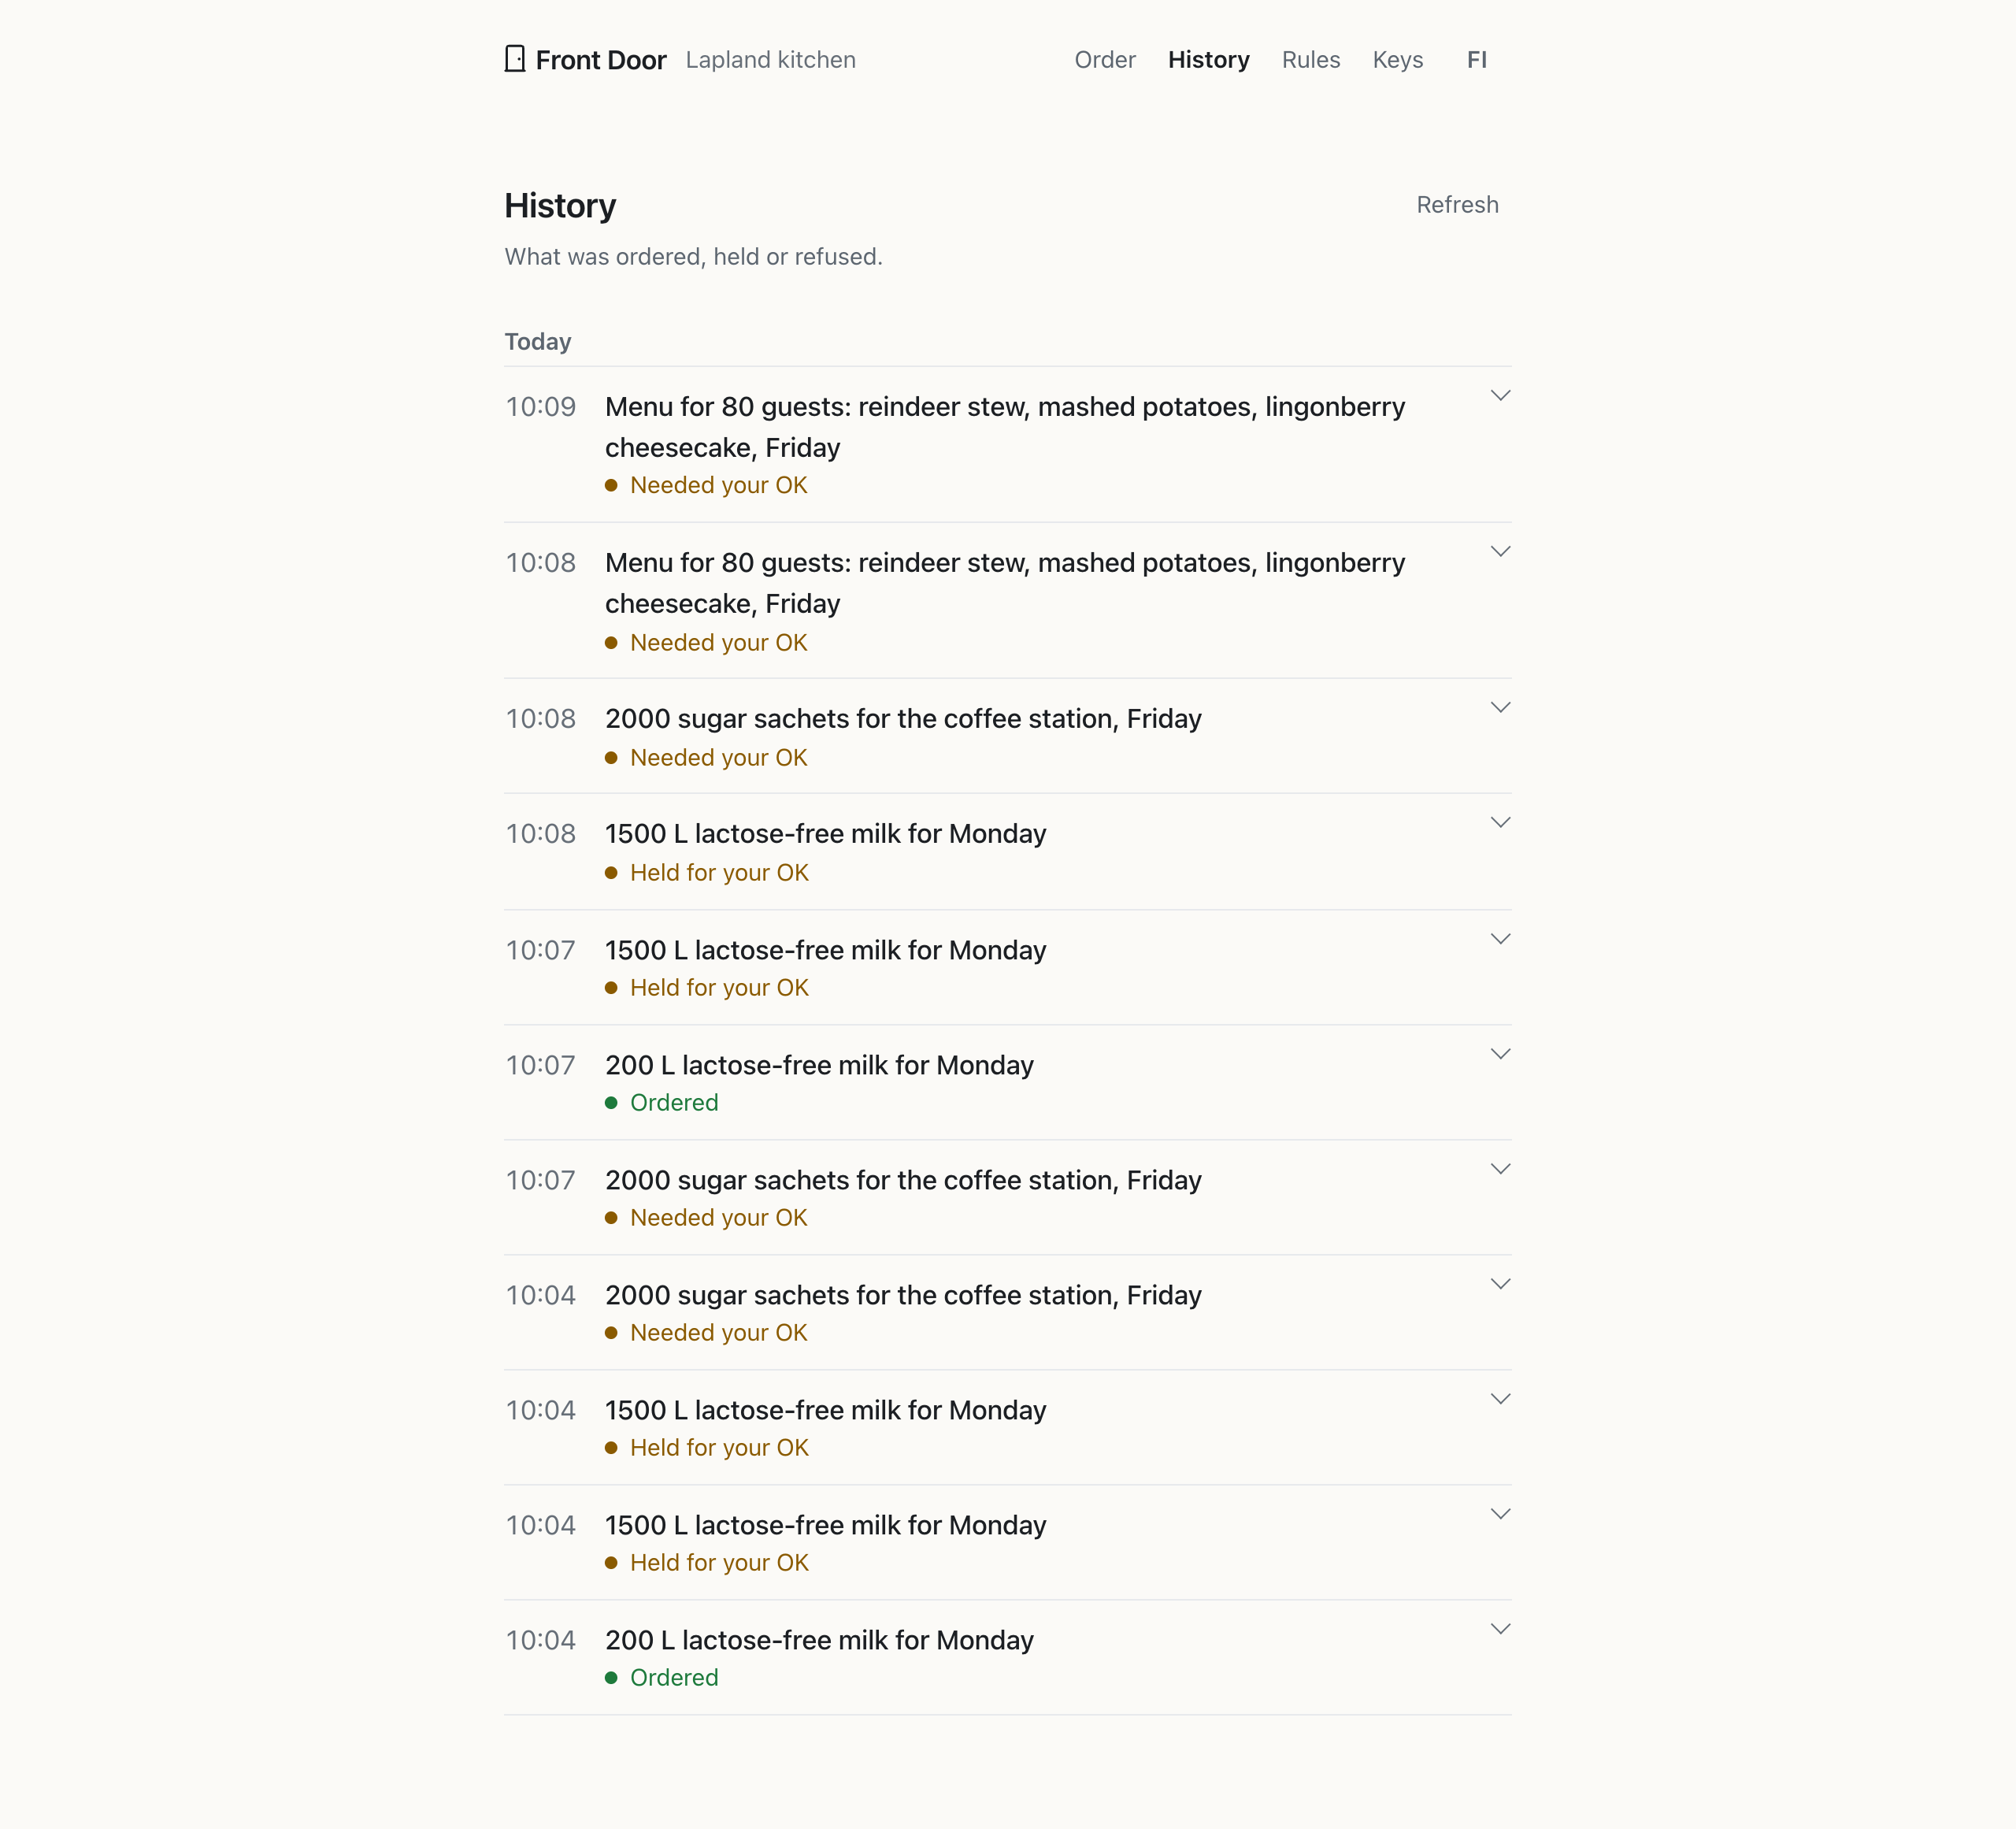 Front Door Lapland kitchen Order History Rules Keys FI
History Refresh
What was ordered, held or refused.
Today
10:09 Menu for 80 guests: reindeer stew, mashed potatoes, lingonberry
cheesecake, Friday
Needed your OK
10:08 Menu for 80 guests: reindeer stew, mashed potatoes, lingonberry
cheesecake, Friday
Needed your OK
10:08 2000 sugar sachets for the coffee station, Friday
Needed your OK
10:08 1500 L lactose-free milk for Monday
Held for your OK
10:07 1500 L lactose-free milk for Monday
Held for your OK
10:07 200 L lactose-free milk for Monday
Ordered
10:07 2000 sugar sachets for the coffee station, Friday
Needed your OK
10:04 2000 sugar sachets for the coffee station, Friday
Needed your OK
10:04 1500 L lactose-free milk for Monday
Held for your OK
10:04 1500 L lactose-free milk for Monday
Held for your OK
10:04 200 L lactose-free milk for Monday
Ordered